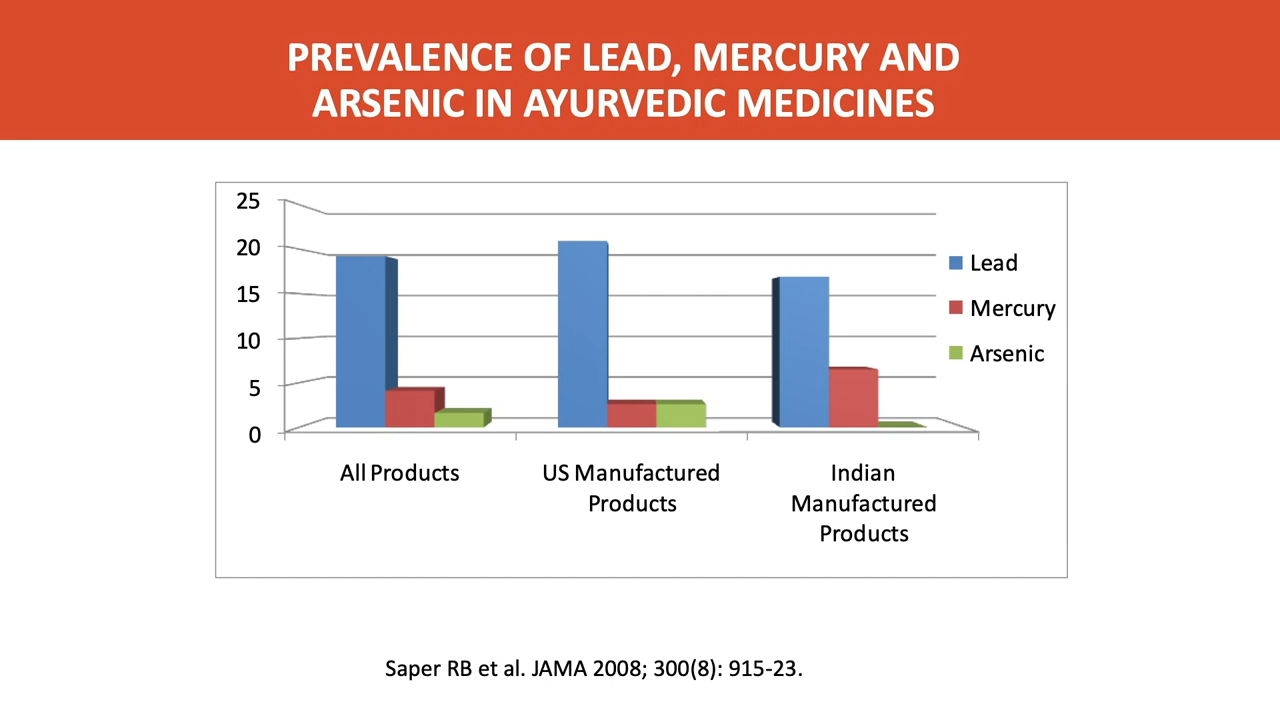 PREVALENCE OF LEAD, MERCURY AND
ARSENIC IN AYURVEDIC MEDICINES
25
20
15
10
5
0
Lead
Mercury
Arsenic
All Products
US Manufactured
Products
Indian
Manufactured
Products
Saper RB et al. JAMA 2008; 300(8): 915-23.